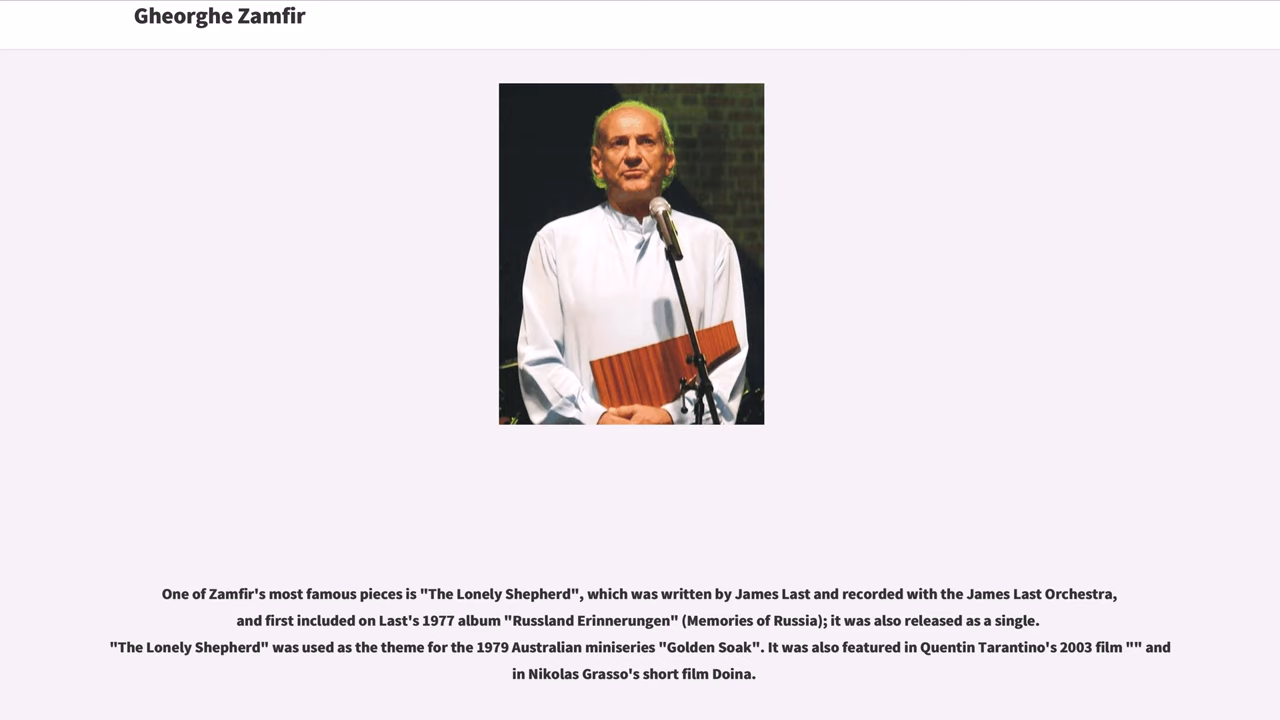 Gheorghe Zamfir
One of Zamfir's most famous pieces is "The Lonely Shepherd", which was written by James Last and recorded with the James Last Orchestra,
and first included on Last's 1977 album "Russland Erinnerungen" (Memories of Russia); it was also released as a single.
"The Lonely Shepherd" was used as the theme for the 1979 Australian miniseries "Golden Soak". It was also featured in Quentin Tarantino's 2003 film "" and
in Nikolas Grasso's short film Doina.